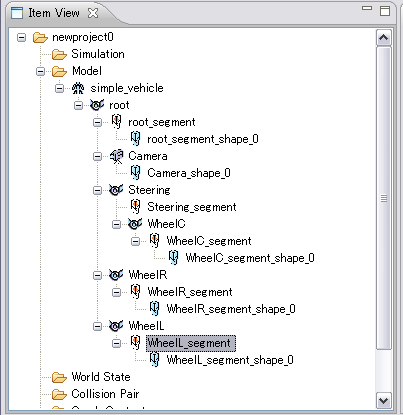 Item View
newproject0
Simulation
Model
simple_vehicle
root
root_segment
root_segment_shape_0
Camera
Camera_shape_0
Steering
Steering_segment
WheelC
WheelC_segment
WheelC_segment_shape_0
WheelR
WheelR_segment
WheelR_segment_shape_0
WheelL
WheelL_segment
WheelL_segment_shape_0
World State
Collision Pair